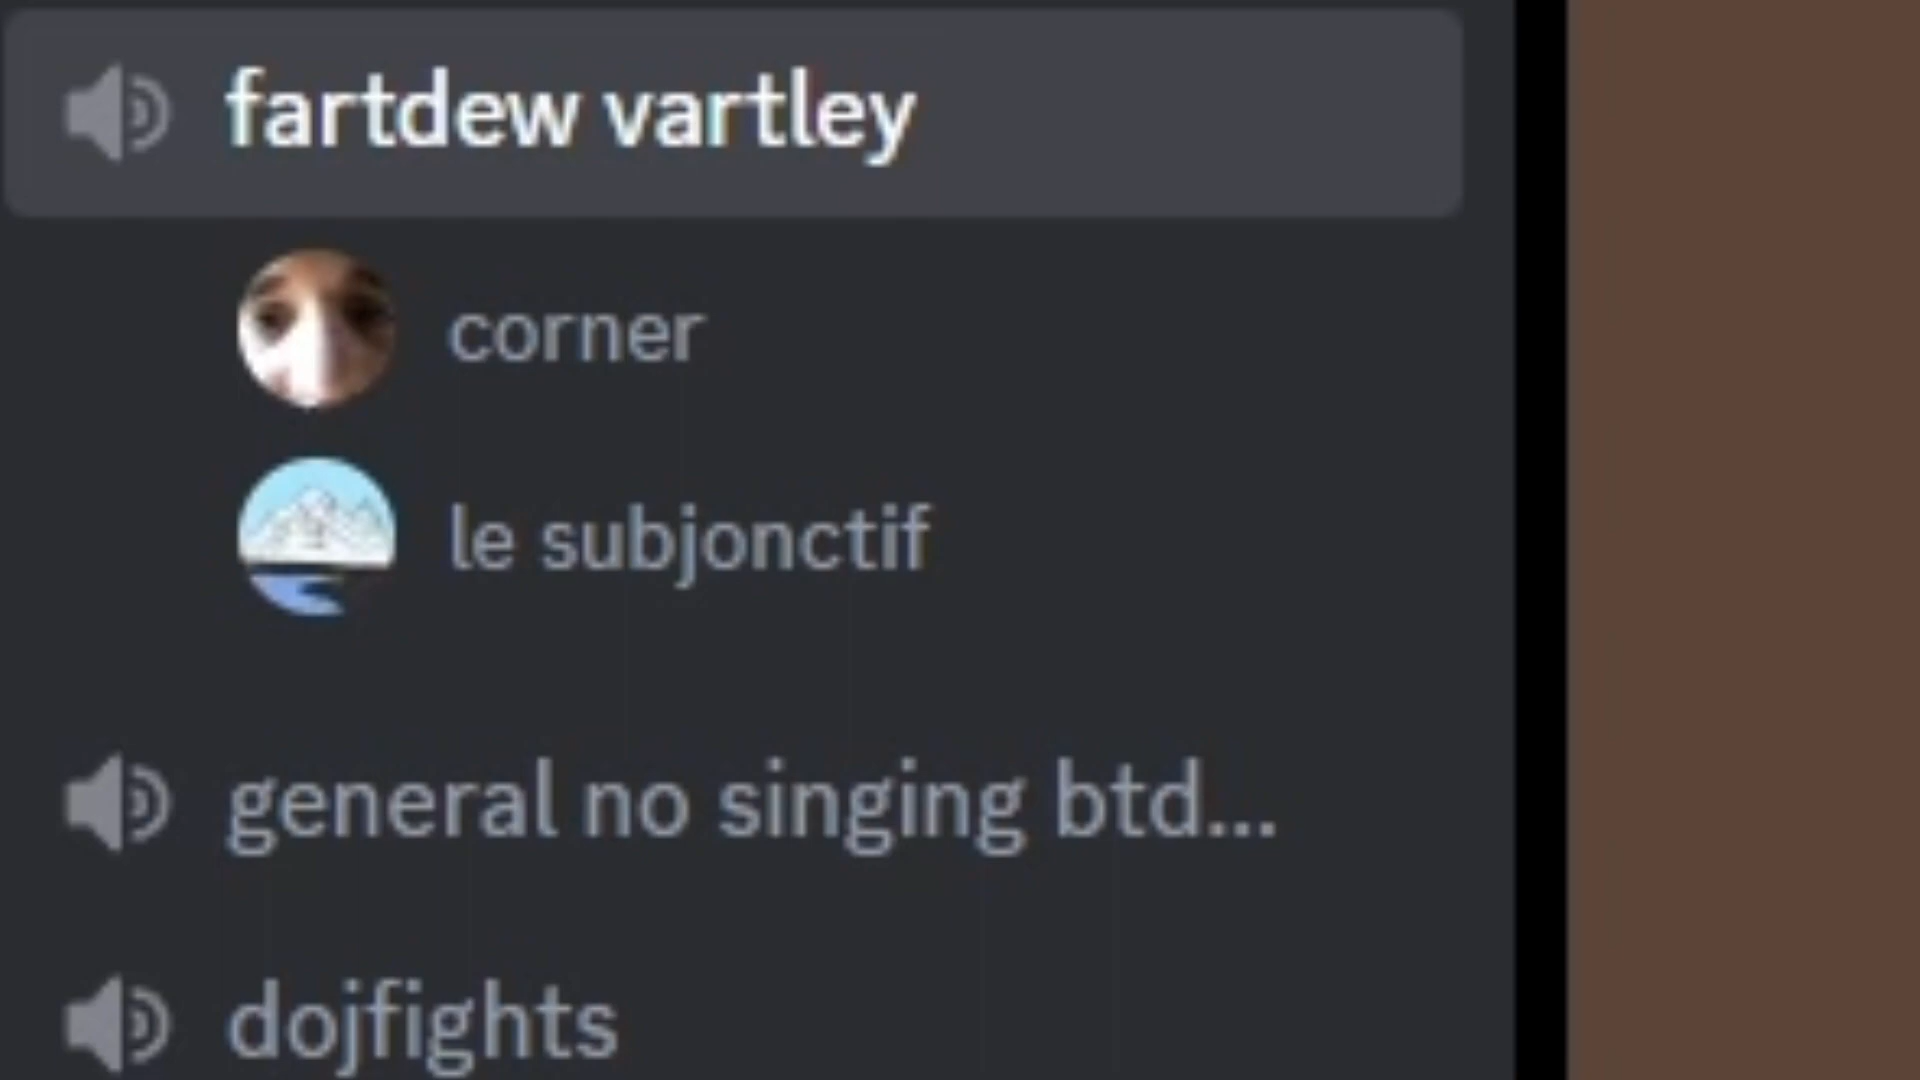 fartdew vartley
corner
le subjonctif
general no singing btd...
dojfights